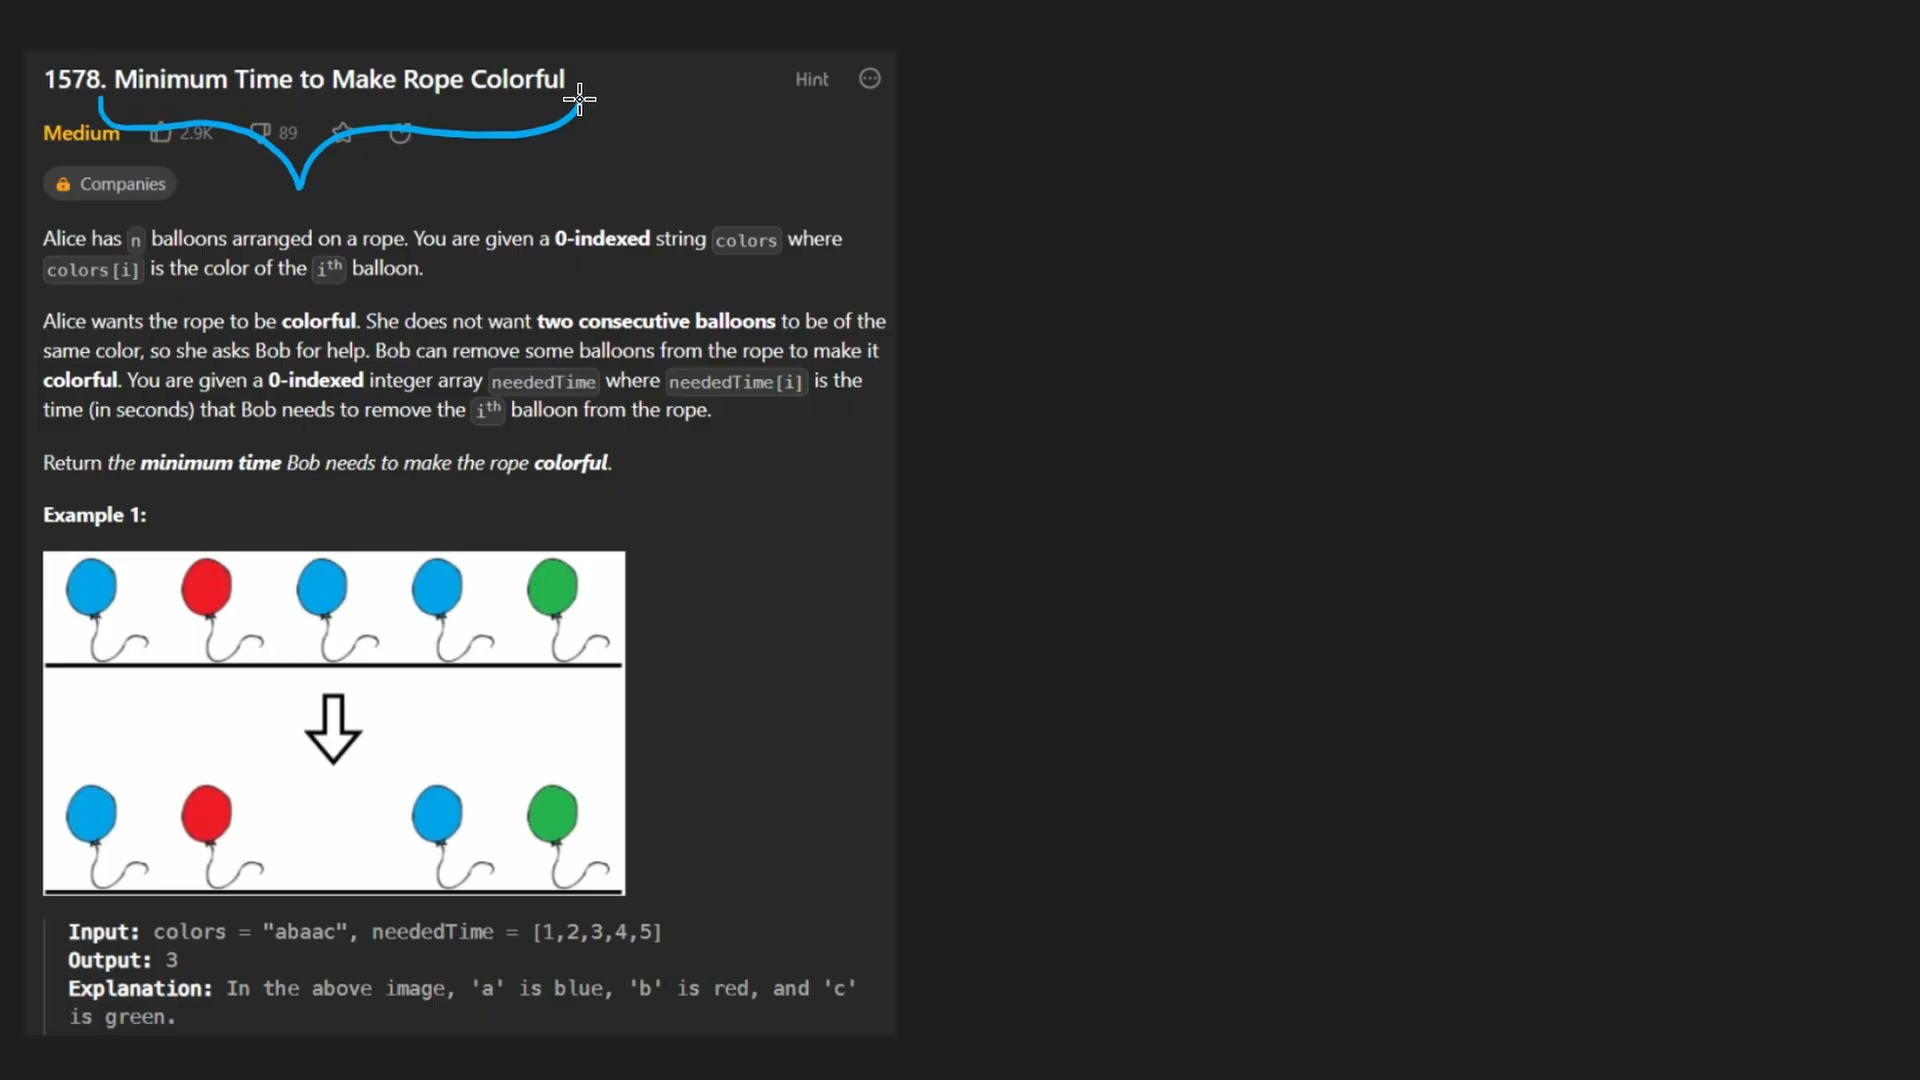 1578. Minimum Time to Make Rope Colorful
Hint
Medium 2.9K 89
Companies
Alice has n balloons arranged on a rope. You are given a 0-indexed string colors where
colors[i] is the color of the ith balloon.
Alice wants the rope to be colorful. She does not want two consecutive balloons to be of the
same color, so she asks Bob for help. Bob can remove some balloons from the rope to make it
colorful. You are given a 0-indexed integer array neededTime where neededTime[i] is the
time (in seconds) that Bob needs to remove the ith balloon from the rope.
Return the minimum time Bob needs to make the rope colorful.
Example 1:
Input: colors = "abaac", neededTime = [1,2,3,4,5]
Output: 3
Explanation: In the above image, 'a' is blue, 'b' is red, and 'c'
is green.